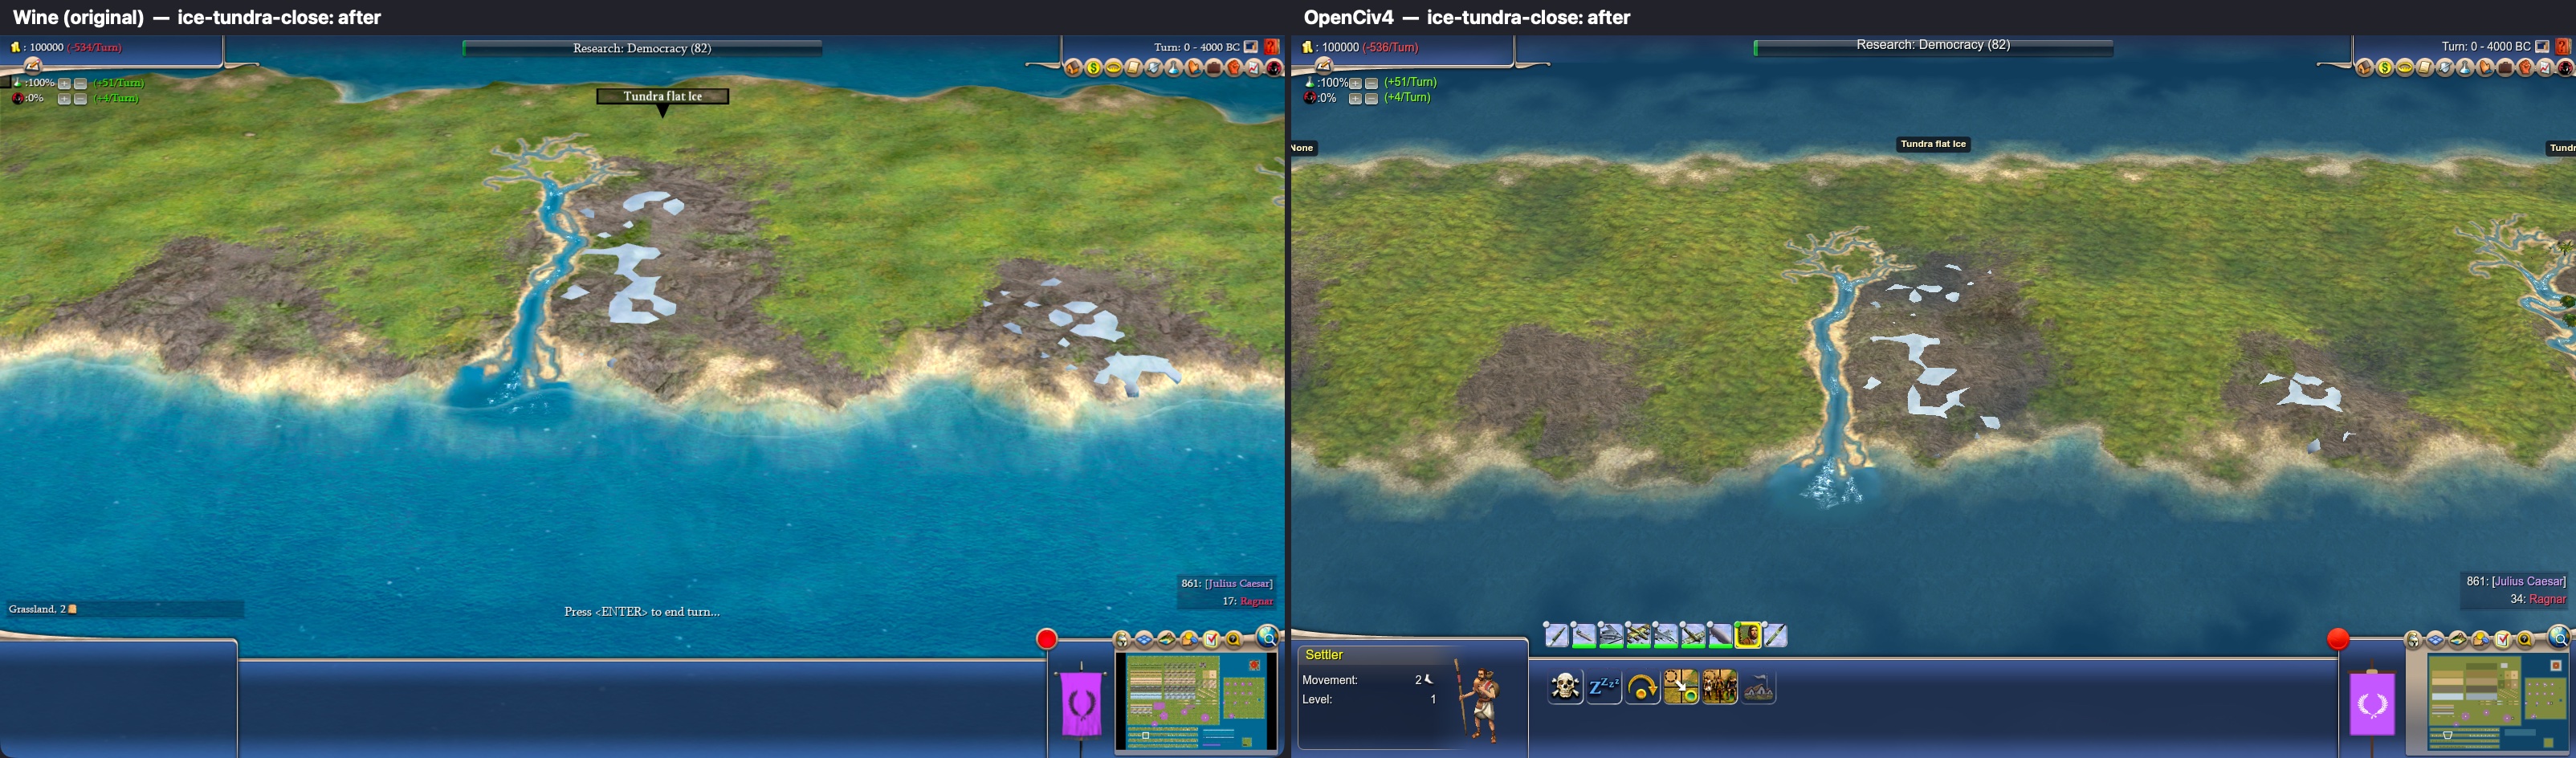 Wine (original) — ice-tundra-close: after
: 100000 (-534/Turn)
Research: Democracy (82)
Turn: 0 - 4000 BC
:100% (+51/Turn)
:0% (+4/Turn)
Tundra flat Ice
861: [Julius Caesar]
17: Ragnar
Grassland, 2
Press <ENTER> to end turn...
OpenCiv4 — ice-tundra-close: after
: 100000 (-536/Turn)
Research: Democracy (82)
Turn: 0 - 4000 BC
:100% (+51/Turn)
:0% (+4/Turn)
None
Tundra flat Ice
Tundr
861: [Julius Caesar]
34: Ragnar
Settler
Movement: 2
Level: 1